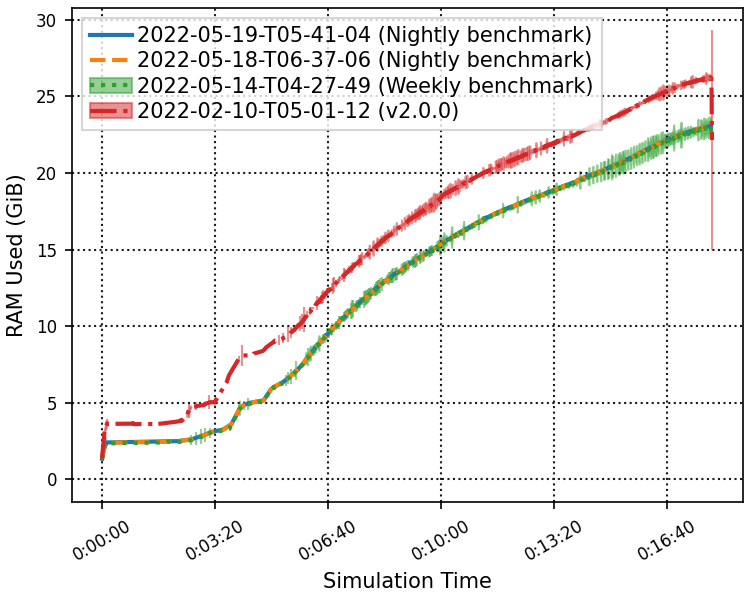 2022-05-19-T05-41-04 (Nightly benchmark)
2022-05-18-T06-37-06 (Nightly benchmark)
2022-05-14-T04-27-49 (Weekly benchmark)
2022-02-10-T05-01-12 (v2.0.0)
30
25
20
15
10
5
0
RAM Used (GiB)
0:00:00
0:03:20
0:06:40
0:10:00
0:13:20
0:16:40
Simulation Time